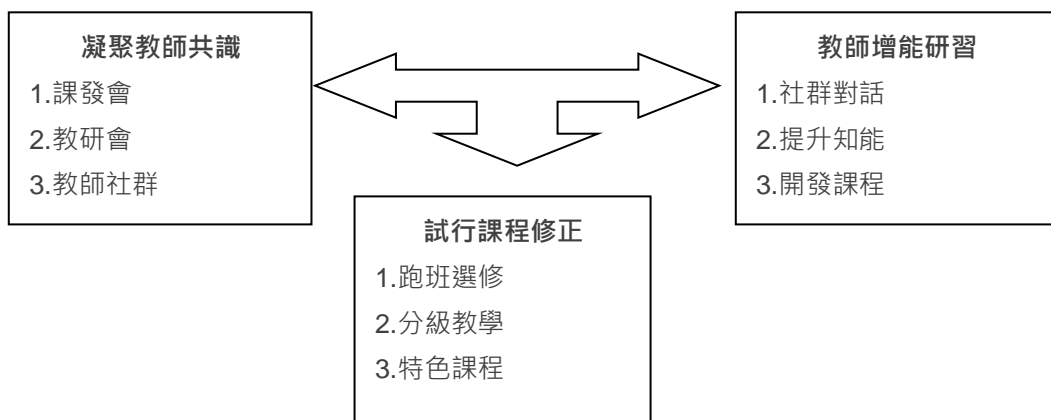 凝聚教師共識
1.課發會
2.教研會
3.教師社群
教師增能研習
1.社群對話
2.提升知能
3.開發課程
試行課程修正
1.跑班選修
2.分級教學
3.特色課程